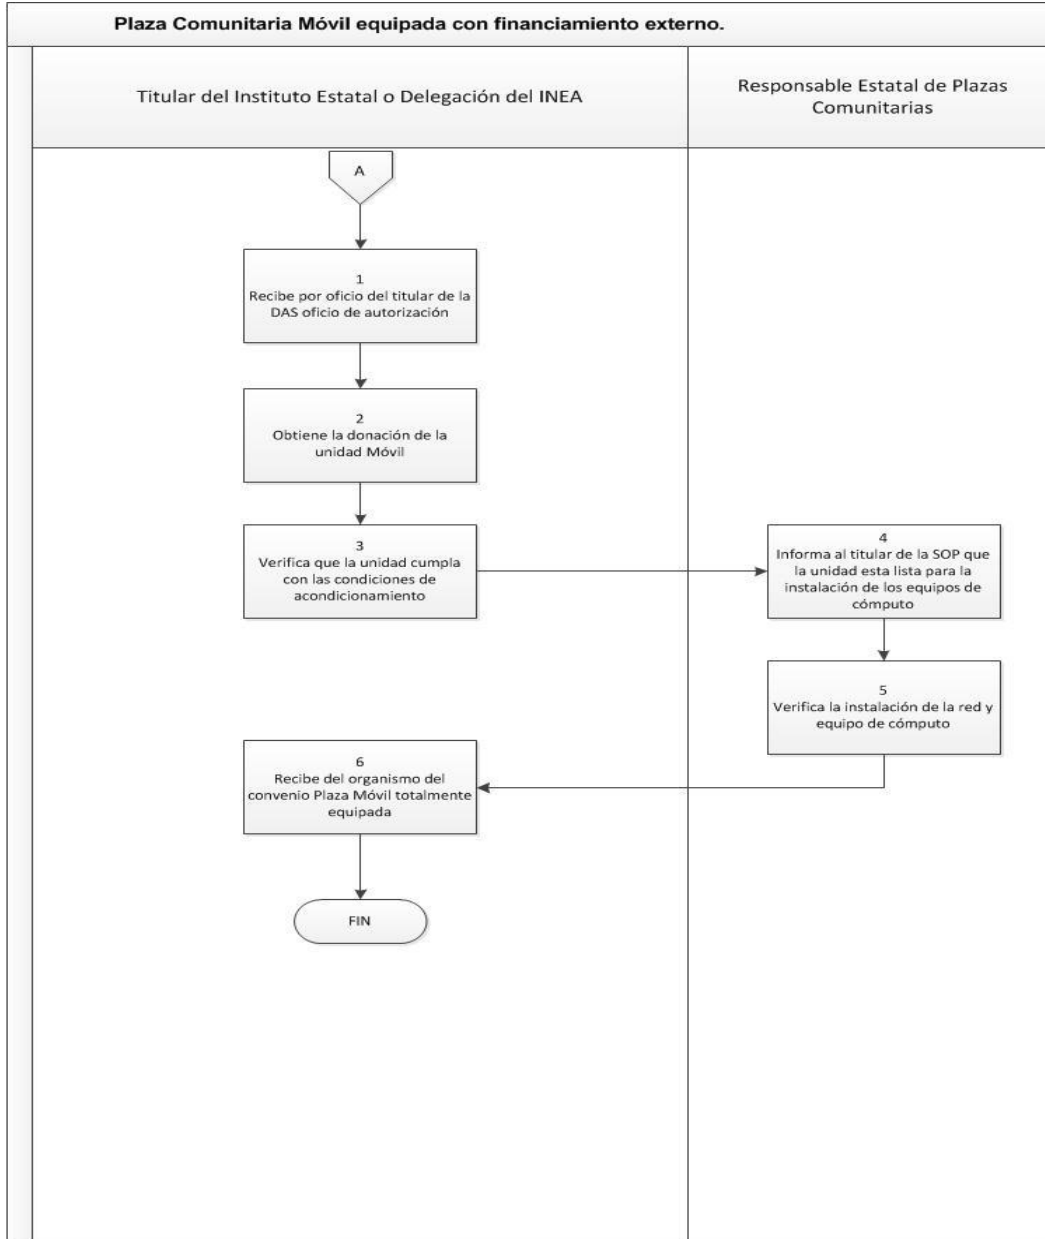 Plaza Comunitaria Móvil equipada con financiamiento externo.
Titular del Instituto Estatal o Delegación del INEA
Responsable Estatal de Plazas
Comunitarias
A
1
Recibe por oficio del titular de la
DAS oficio de autorización
2
Obtiene la donación de la
unidad Móvil
3
Verifica que la unidad cumpla
con las condiciones de
acondicionamiento
4
Informa al titular de la SOP que
la unidad esta lista para la
instalación de los equipos de
cómputo
5
Verifica la instalación de la red y
equipo de cómputo
6
Recibe del organismo del
convenio Plaza Móvil totalmente
equipada
FIN